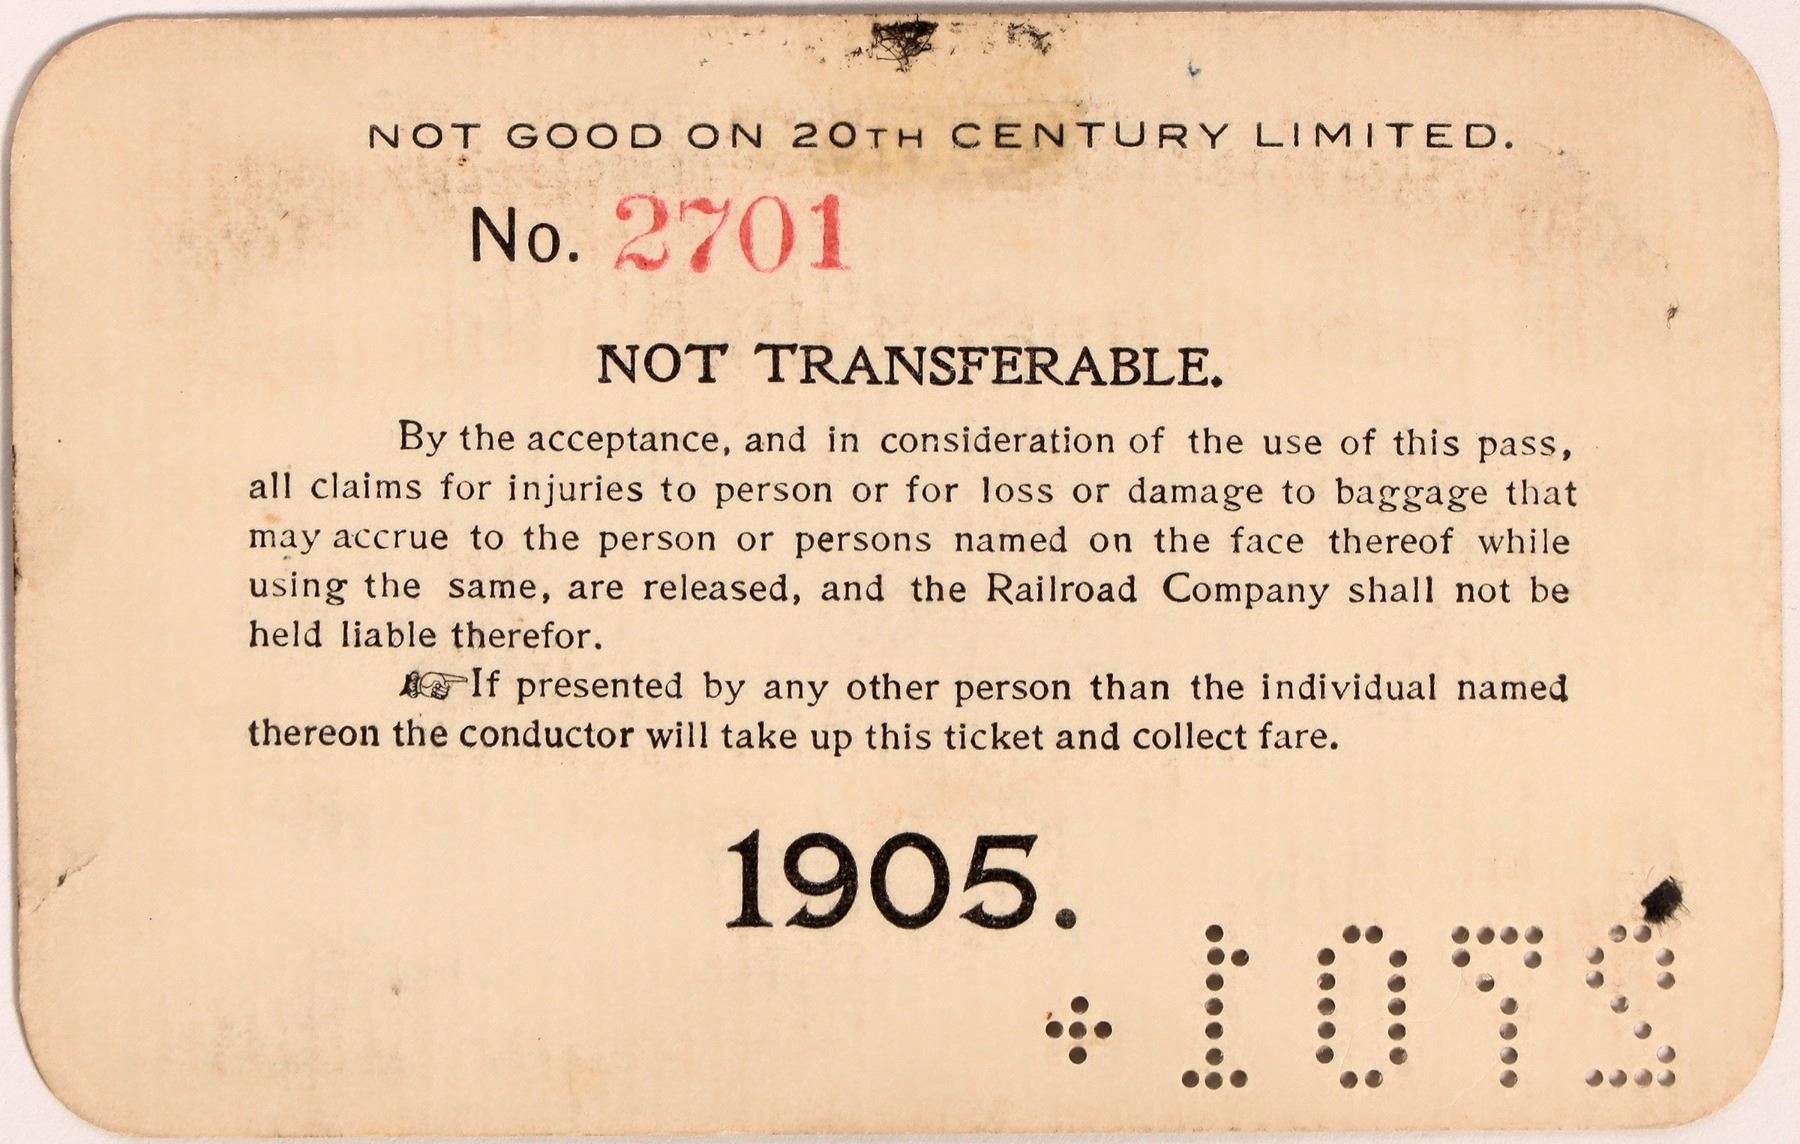 NOT GOOD ON 20TH CENTURY LIMITED.
No. 2701
NOT TRANSFERABLE.
By the acceptance, and in consideration of the use of this pass,
all claims for injuries to person or for loss or damage to baggage that
may accrue to the person or persons named on the face thereof while
using the same, are released, and the Railroad Company shall not be
held liable therefor.
☞If presented by any other person than the individual named
thereon the conductor will take up this ticket and collect fare.
1905.
+ 1072